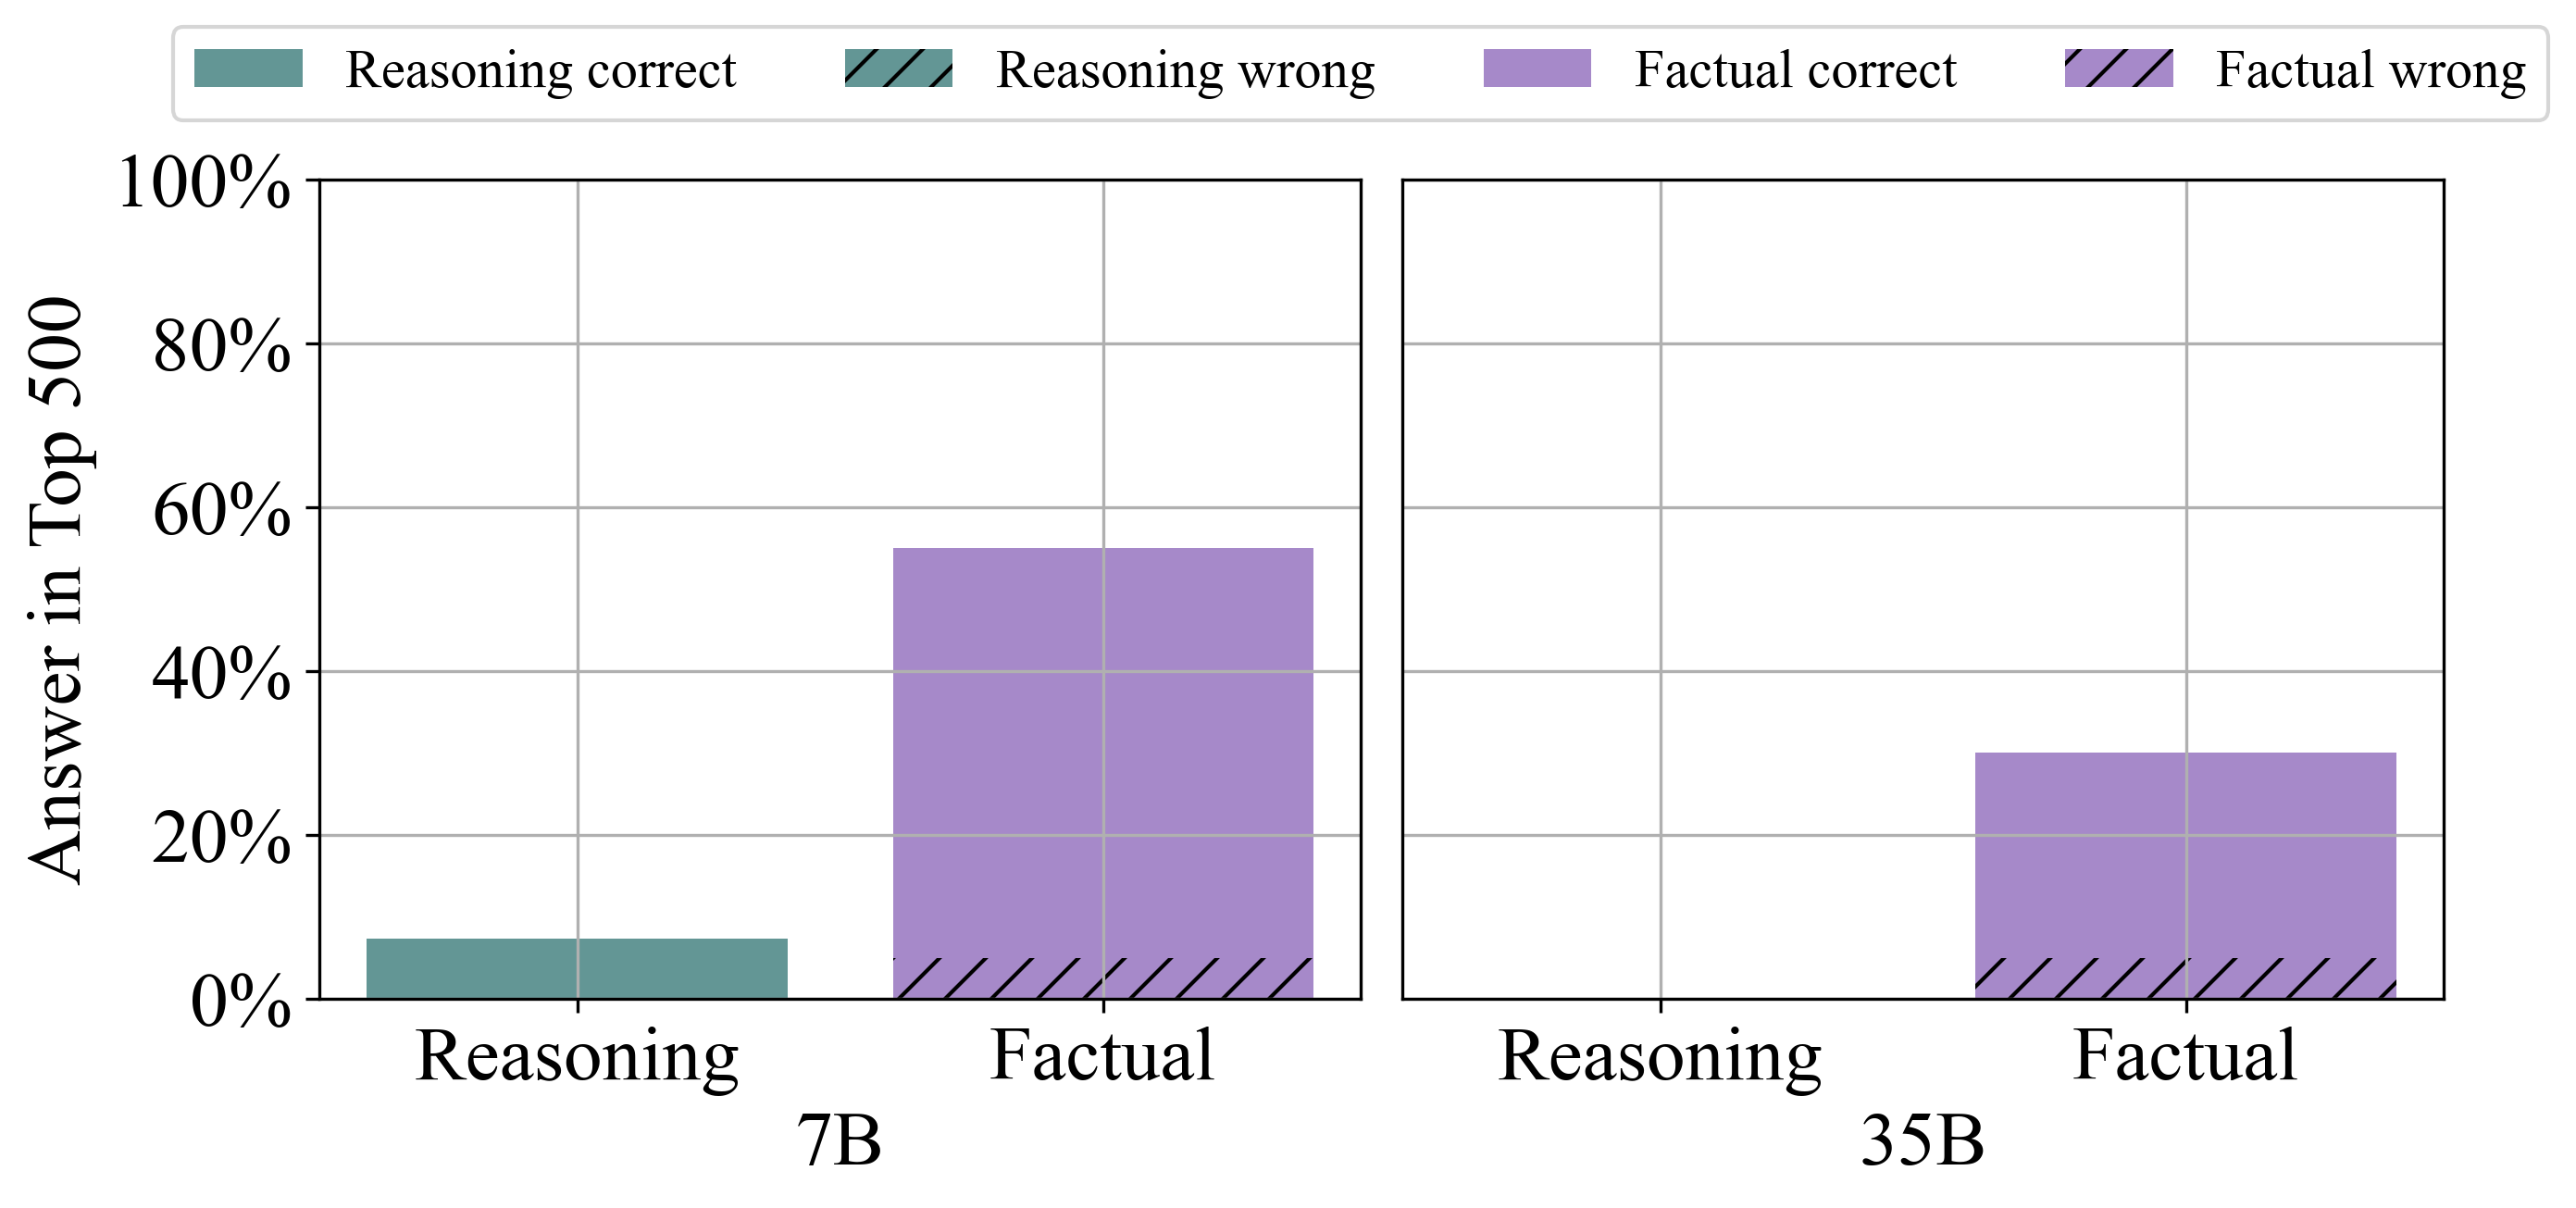 Reasoning correct Reasoning wrong Factual correct Factual wrong
Answer in Top 500
100%
80%
60%
40%
20%
0%
Reasoning Factual Reasoning Factual
7B 35B